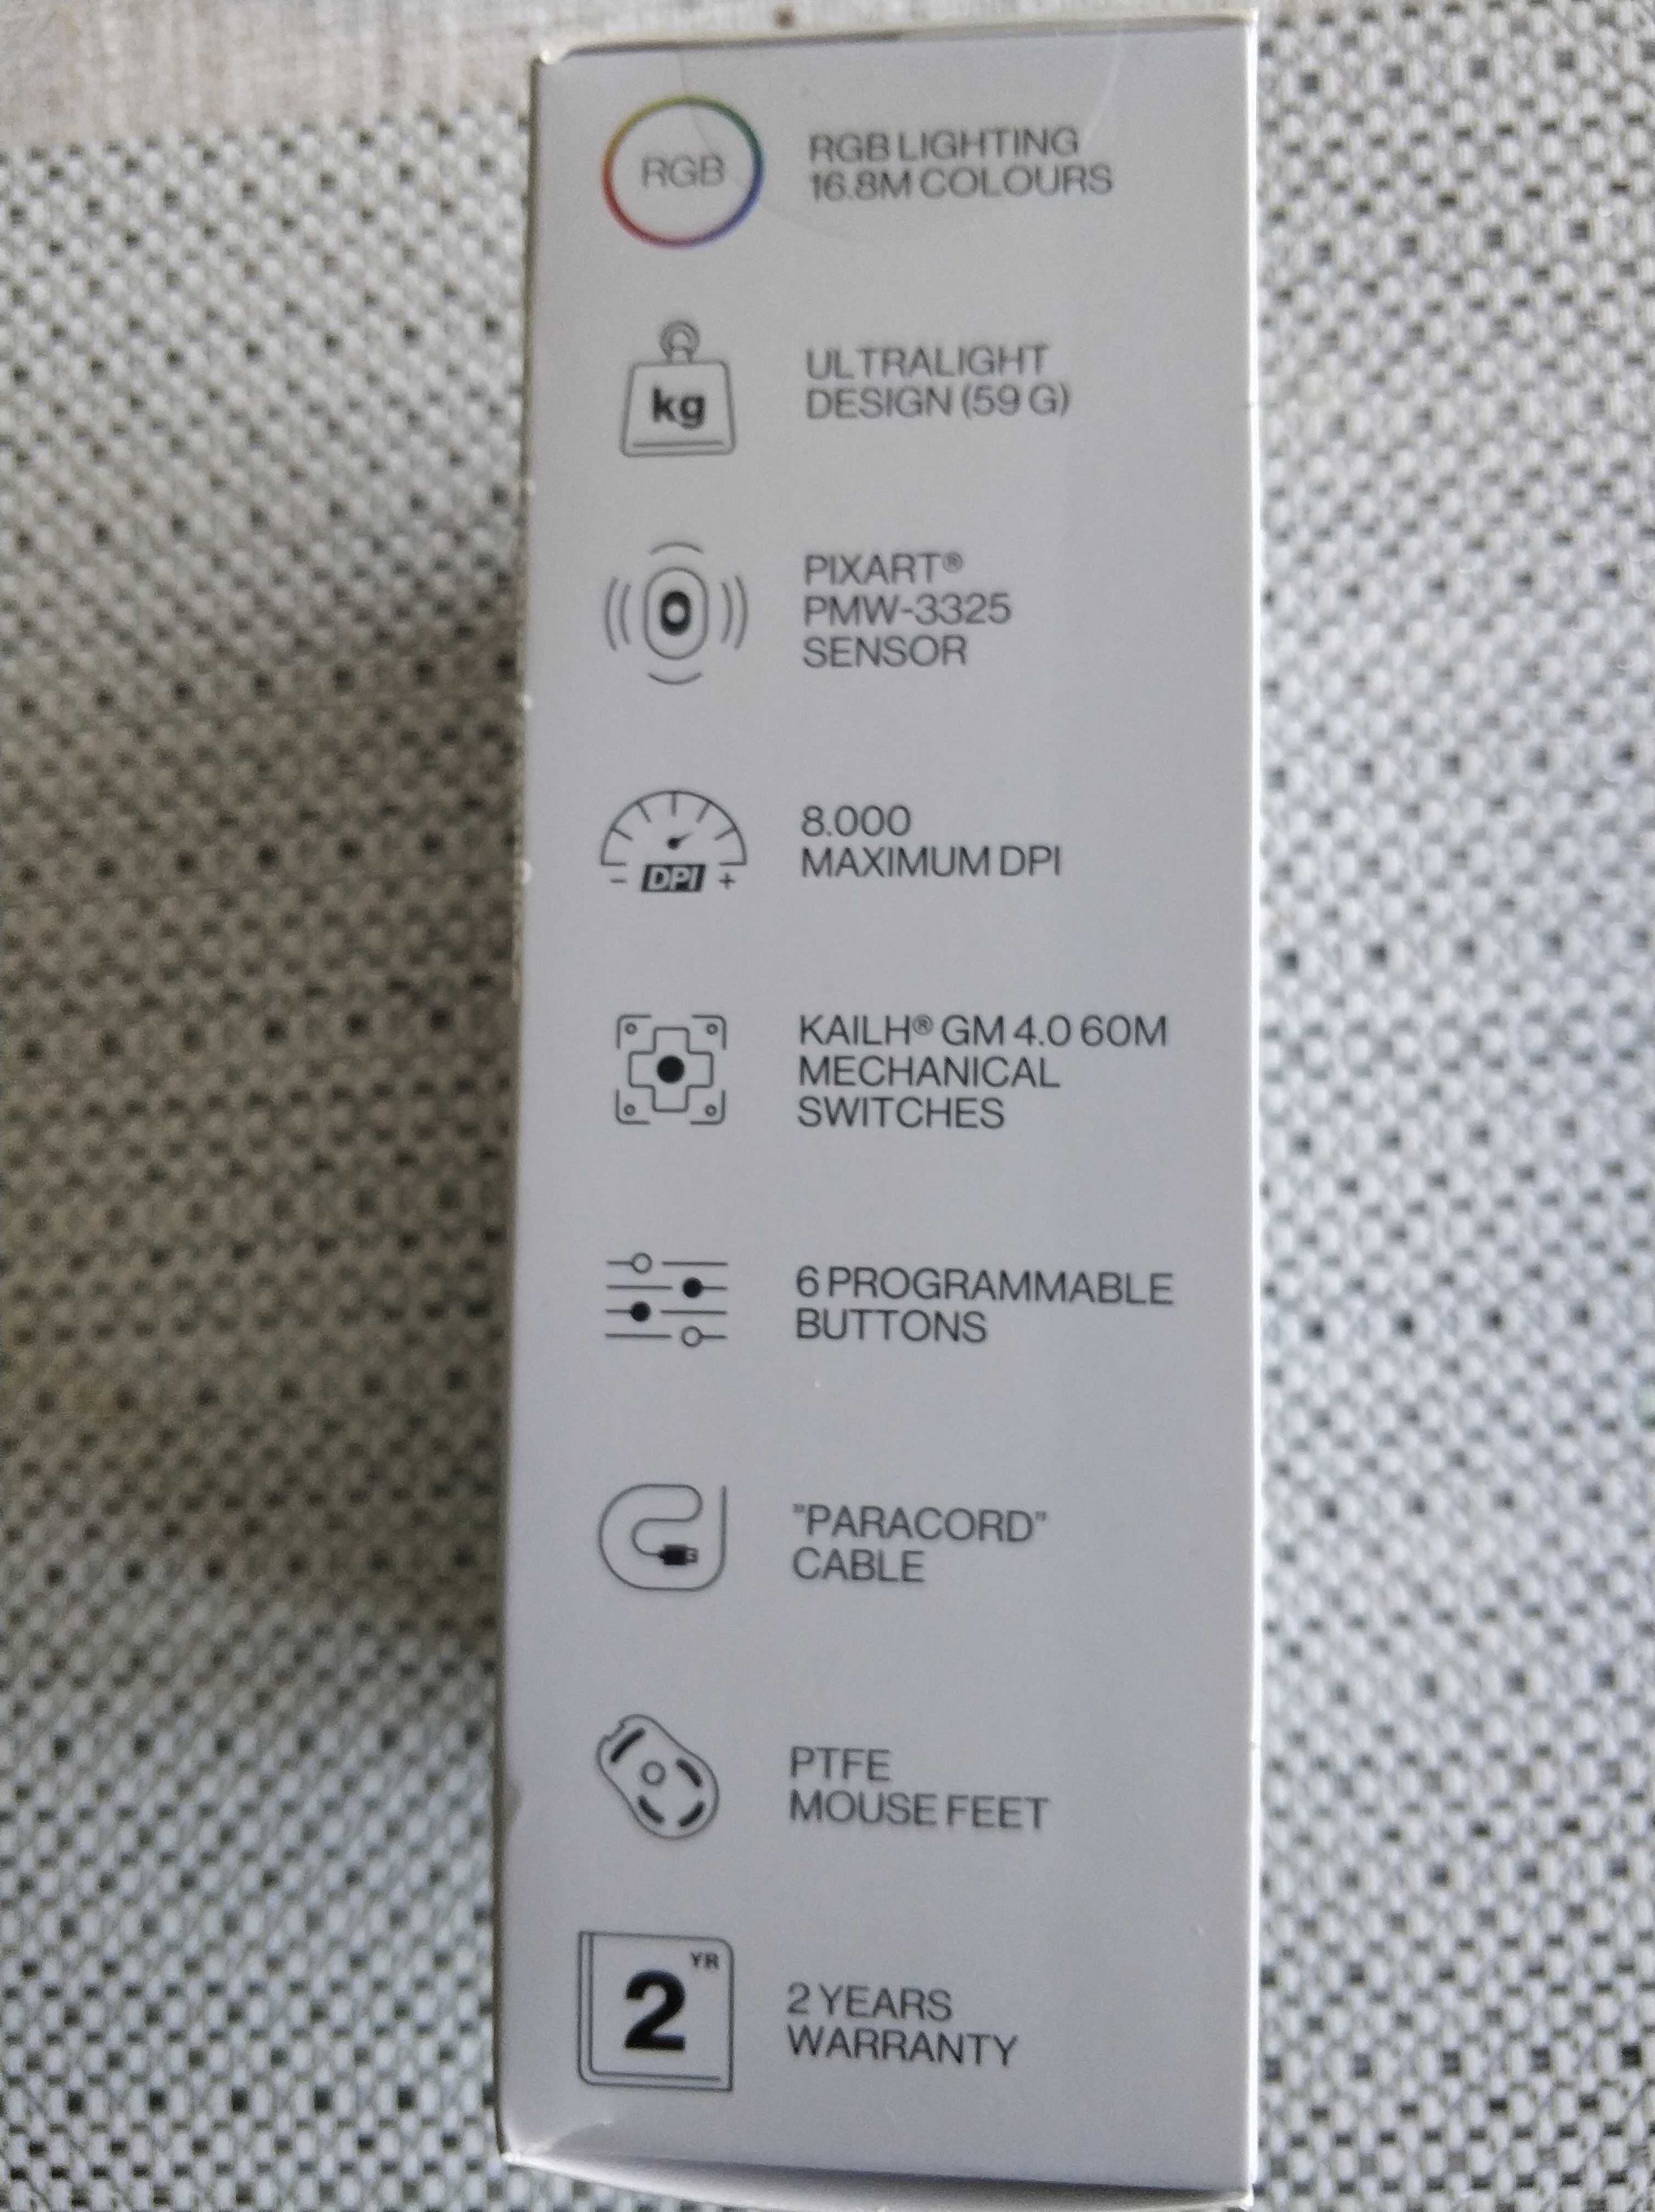 RGB
RGB LIGHTING
16.8M COLOURS
kg
ULTRALIGHT
DESIGN (59 G)
PIXART®
PMW-3325
SENSOR
8.000
MAXIMUM DPI
- DPI +
KAILH® GM 4.0 60M
MECHANICAL
SWITCHES
6 PROGRAMMABLE
BUTTONS
"PARACORD"
CABLE
PTFE
MOUSE FEET
2 YR
2 YEARS
WARRANTY